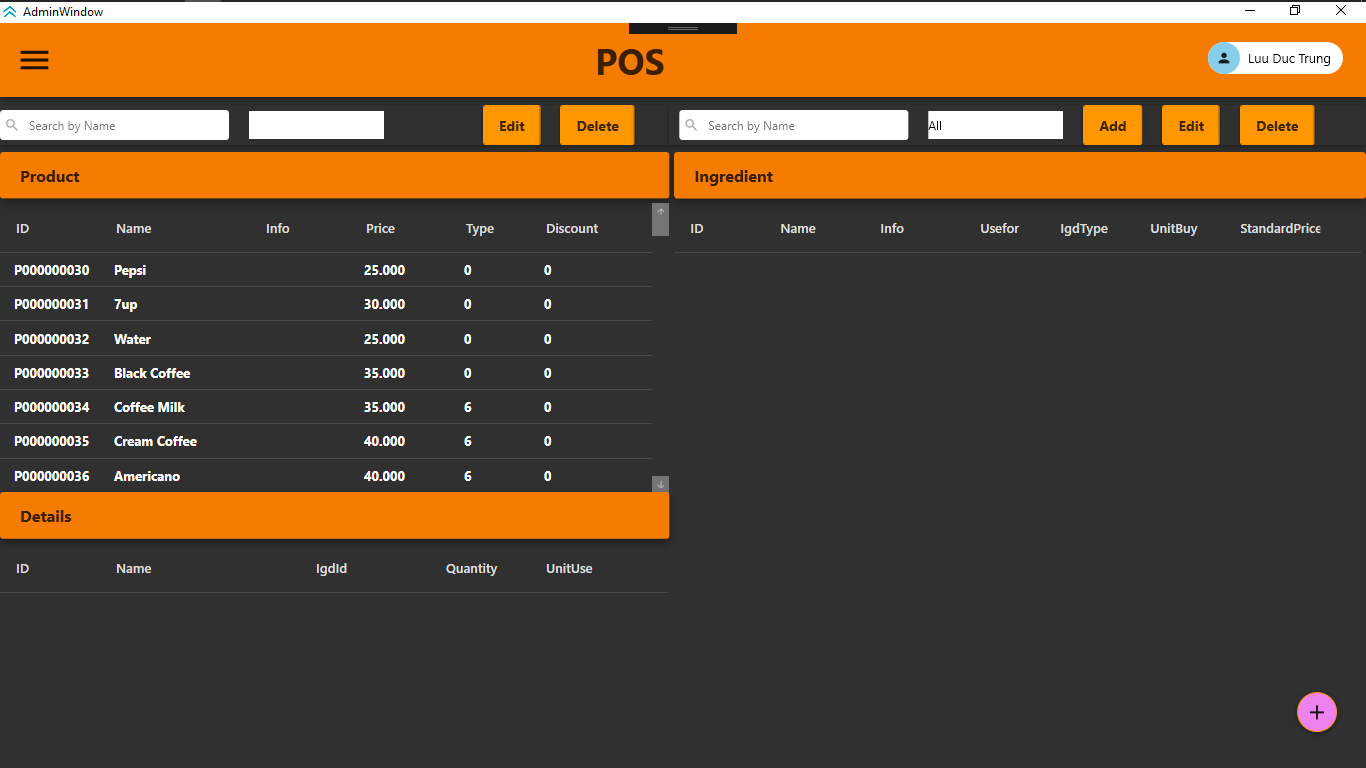 AdminWindow
POS
Luu Duc Trung
Search by Name
Edit
Delete
Search by Name
All
Add
Edit
Delete
Product
ID Name Info Price Type Discount
P000000030 Pepsi 25.000 0 0
P000000031 7up 30.000 0 0
P000000032 Water 25.000 0 0
P000000033 Black Coffee 35.000 0 0
P000000034 Coffee Milk 35.000 6 0
P000000035 Cream Coffee 40.000 6 0
P000000036 Americano 40.000 6 0
Details
ID Name IgdId Quantity UnitUse
Ingredient
ID Name Info Usefor IgdType UnitBuy StandardPrice